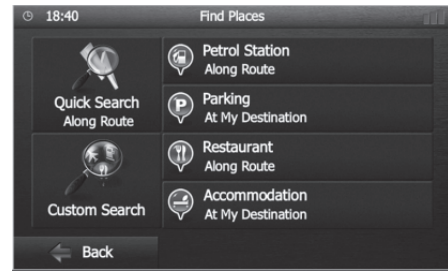 18:40
Find Places
Quick Search
Along Route
Custom Search
Petrol Station
Along Route
Parking
At My Destination
Restaurant
Along Route
Accommodation
At My Destination
Back